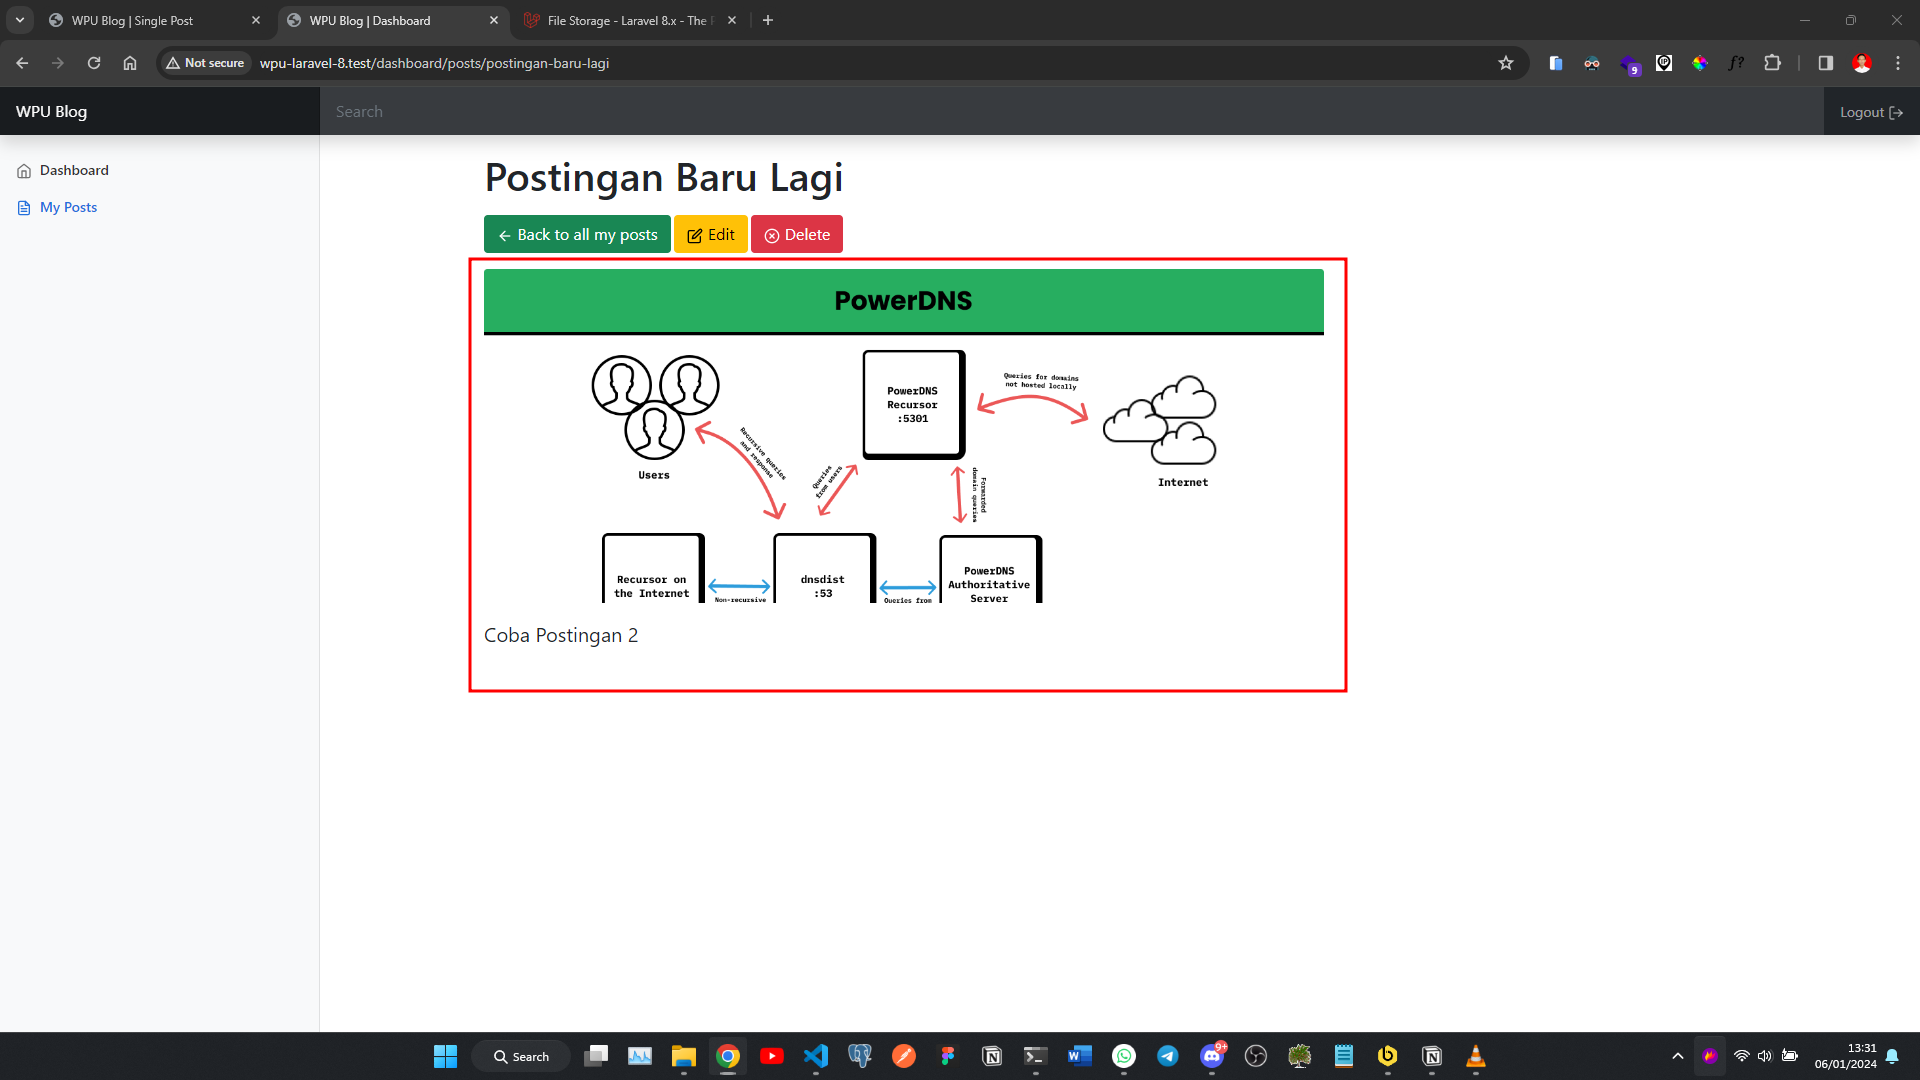 WPU Blog | Single Post
WPU Blog | Dashboard
File Storage - Laravel 8.x - The
Not secure
wpu-laravel-8.test/dashboard/posts/postingan-baru-lagi
9
f?
WPU Blog
Search
Logout
Dashboard
My Posts
Postingan Baru Lagi
Back to all my posts
Edit
Delete
PowerDNS
Users
Recursive queries
and response
Queries
from users
PowerDNS
Recursor
:5301
Queries for domains
not hosted locally
Internet
Forwarded
domain queries
Recursor on
the Internet
Non-recursive
dnsdist
:53
Queries from
PowerDNS
Authoritative
Server
Coba Postingan 2
Search
9+
13:31
06/01/2024